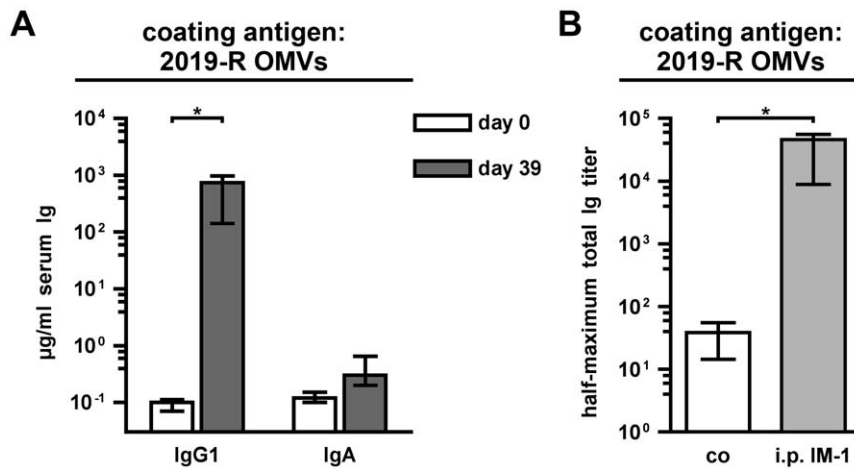 A
coating antigen:
2019-R OMVs
µg/ml serum Ig
10⁴
10³
10²
10¹
10⁰
10⁻¹
*
day 0
day 39
IgG1
IgA
B
coating antigen:
2019-R OMVs
half-maximum total Ig titer
10⁵
10⁴
10³
10²
10¹
10⁰
*
co
i.p. IM-1